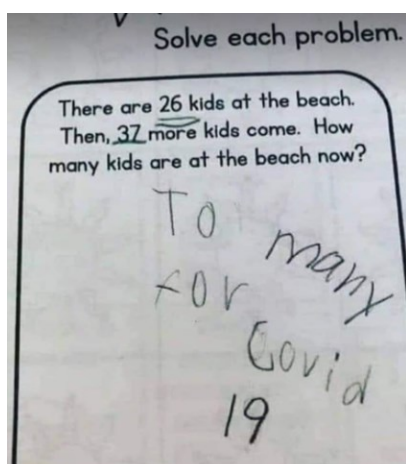 Solve each problem.
There are 26 kids at the beach.
Then, 37 more kids come. How
many kids are at the beach now?
To many
for
Covid
19